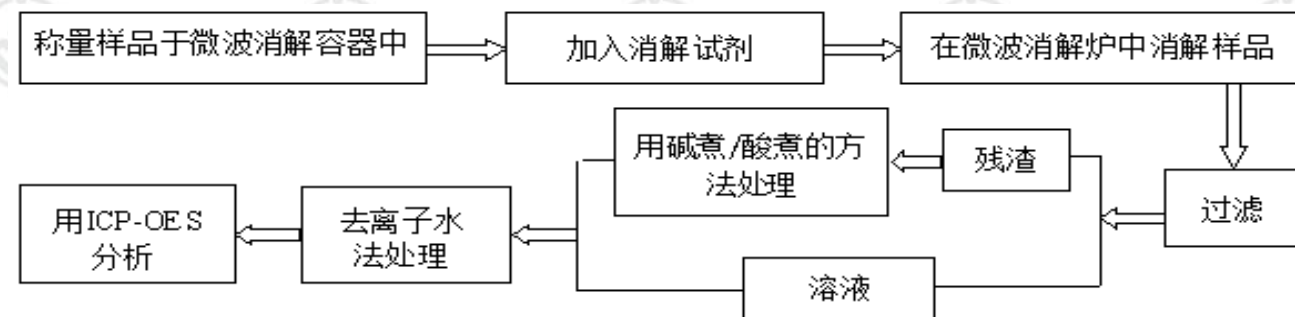 称量样品于微波消解容器中
加入消解试剂
在微波消解炉中消解样品
过滤
残渣
用碱煮/酸煮的方
法处理
溶液
去离子水
法处理
用ICP-OES
分析